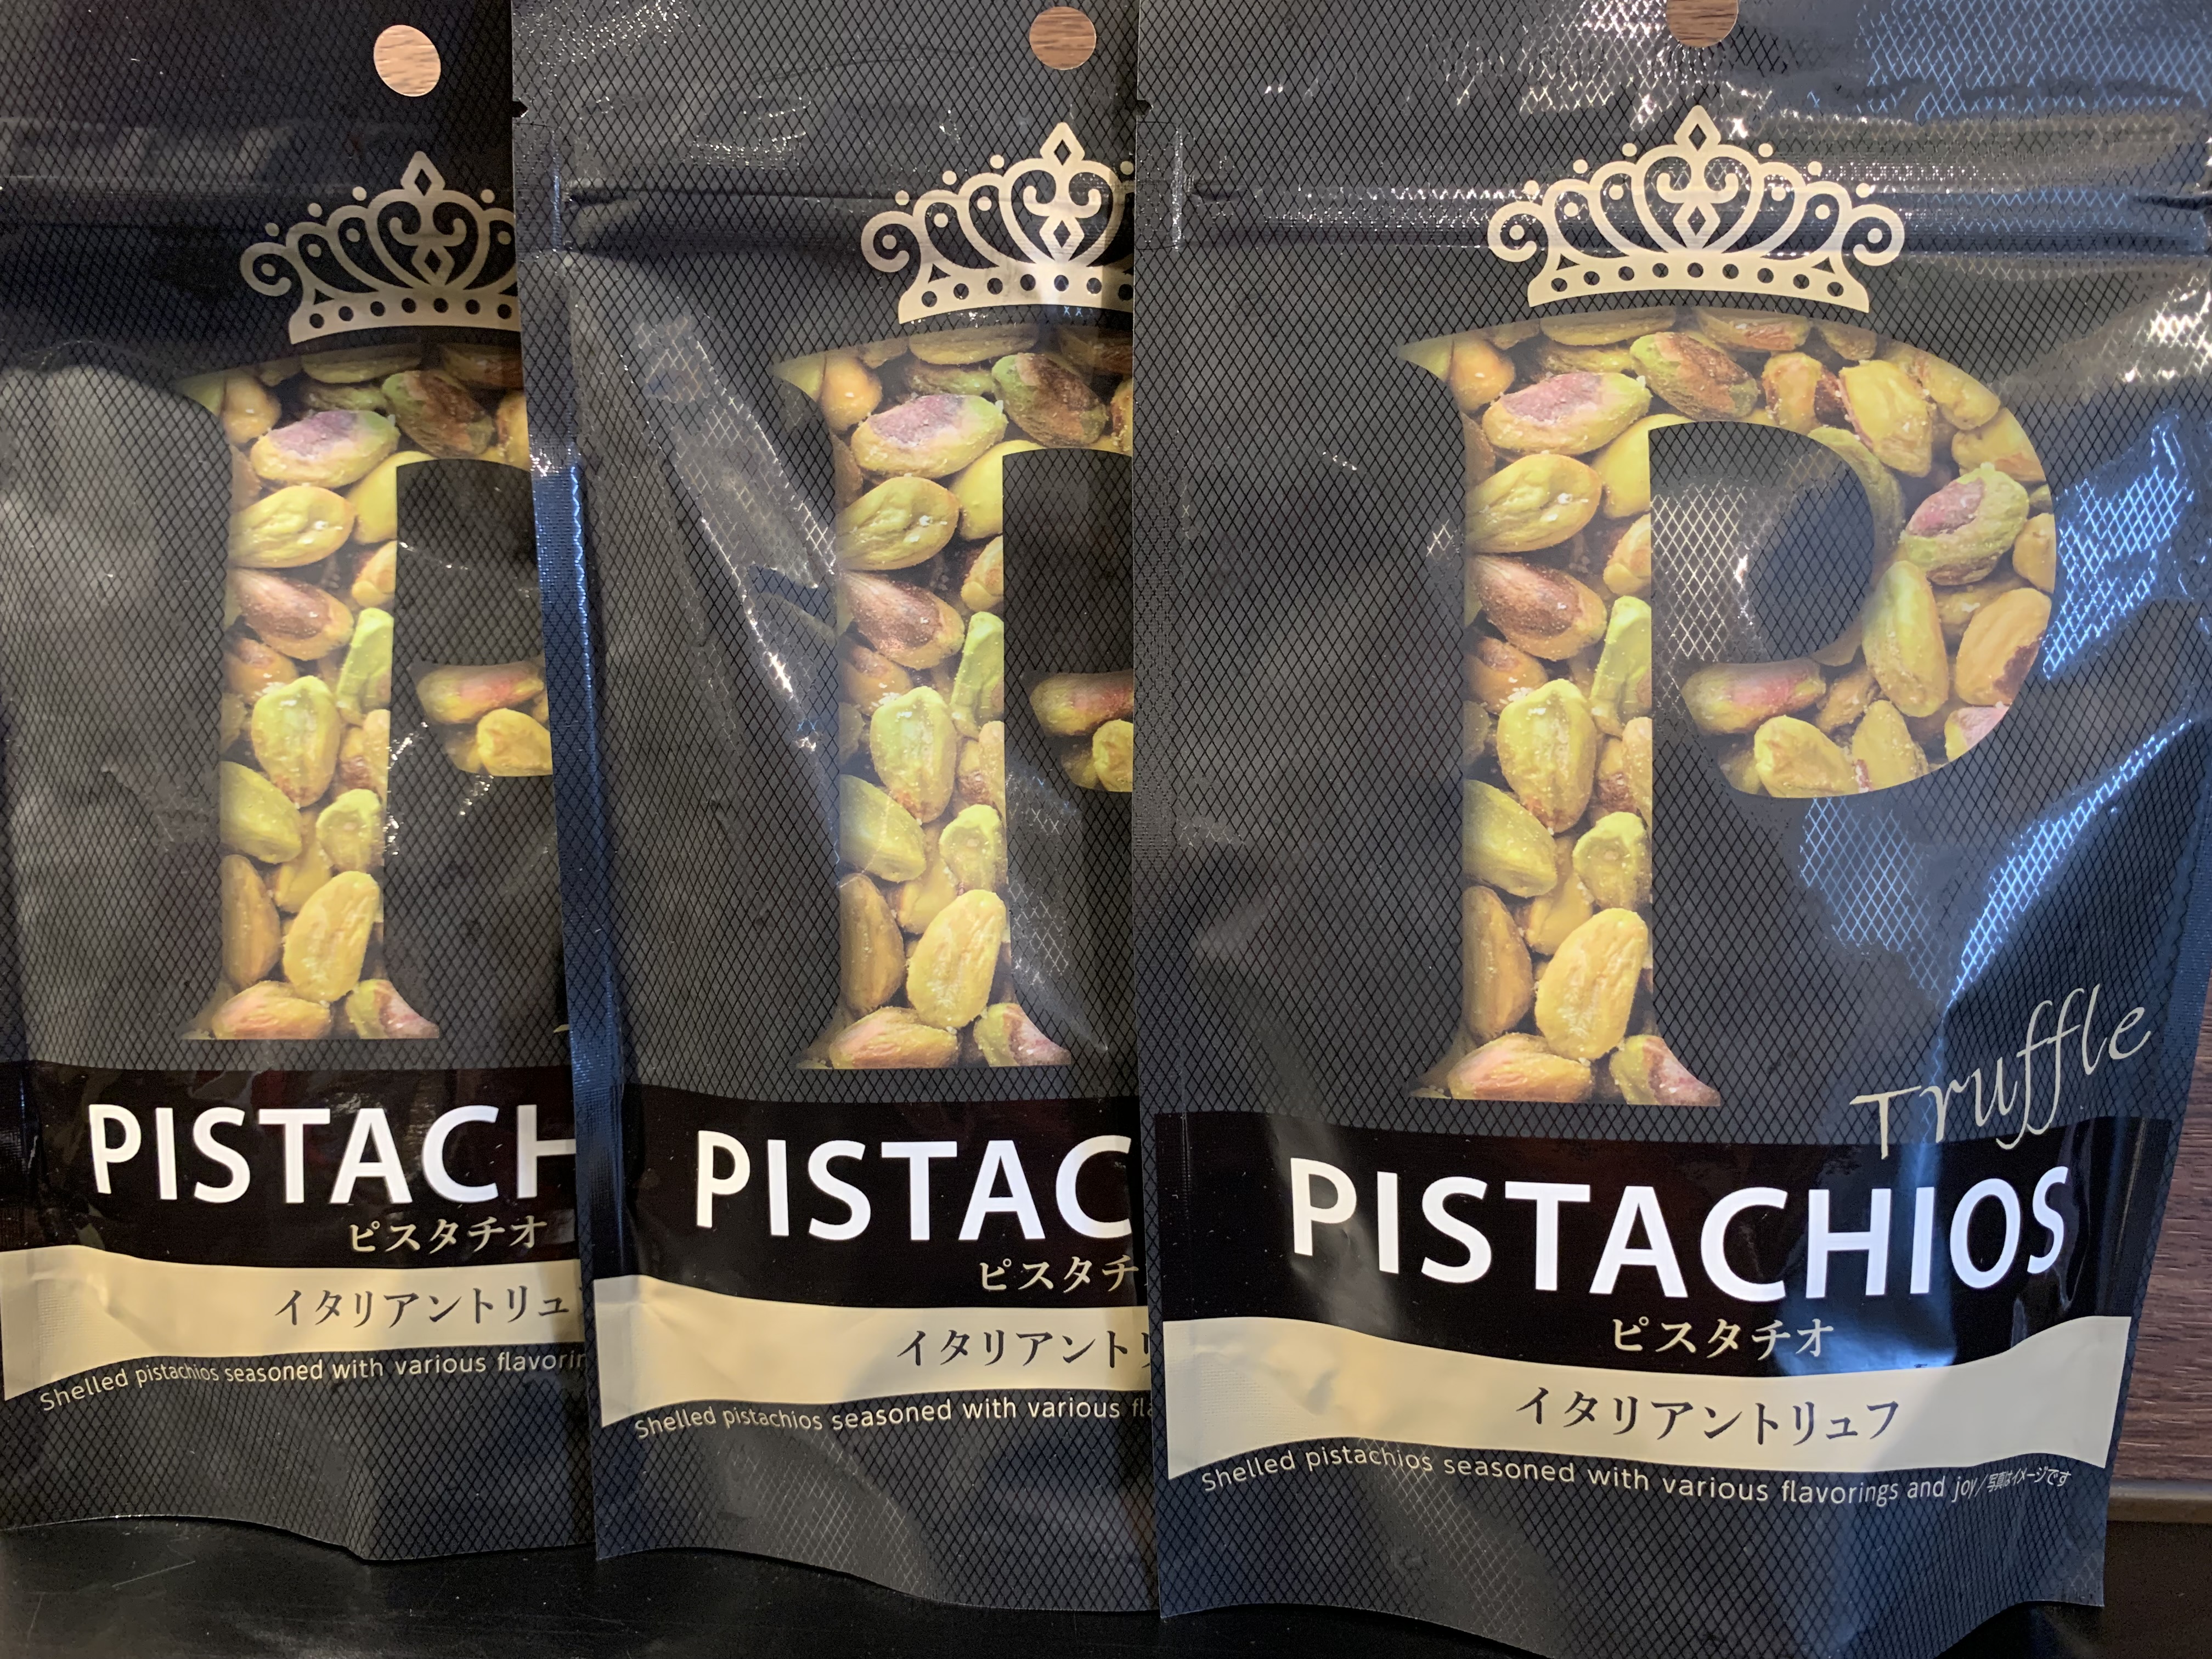 PISTACH
ピスタチオ
イタリアントリュ
Shelled pistachios seasoned with various flavorin
PISTAC
ピスタチ
イタリアントリ
Shelled pistachios seasoned with various fla
P
Truffle
PISTACHIOS
ピスタチオ
イタリアントリュフ
Shelled pistachios seasoned with various flavorings and joy/写真はイメージです